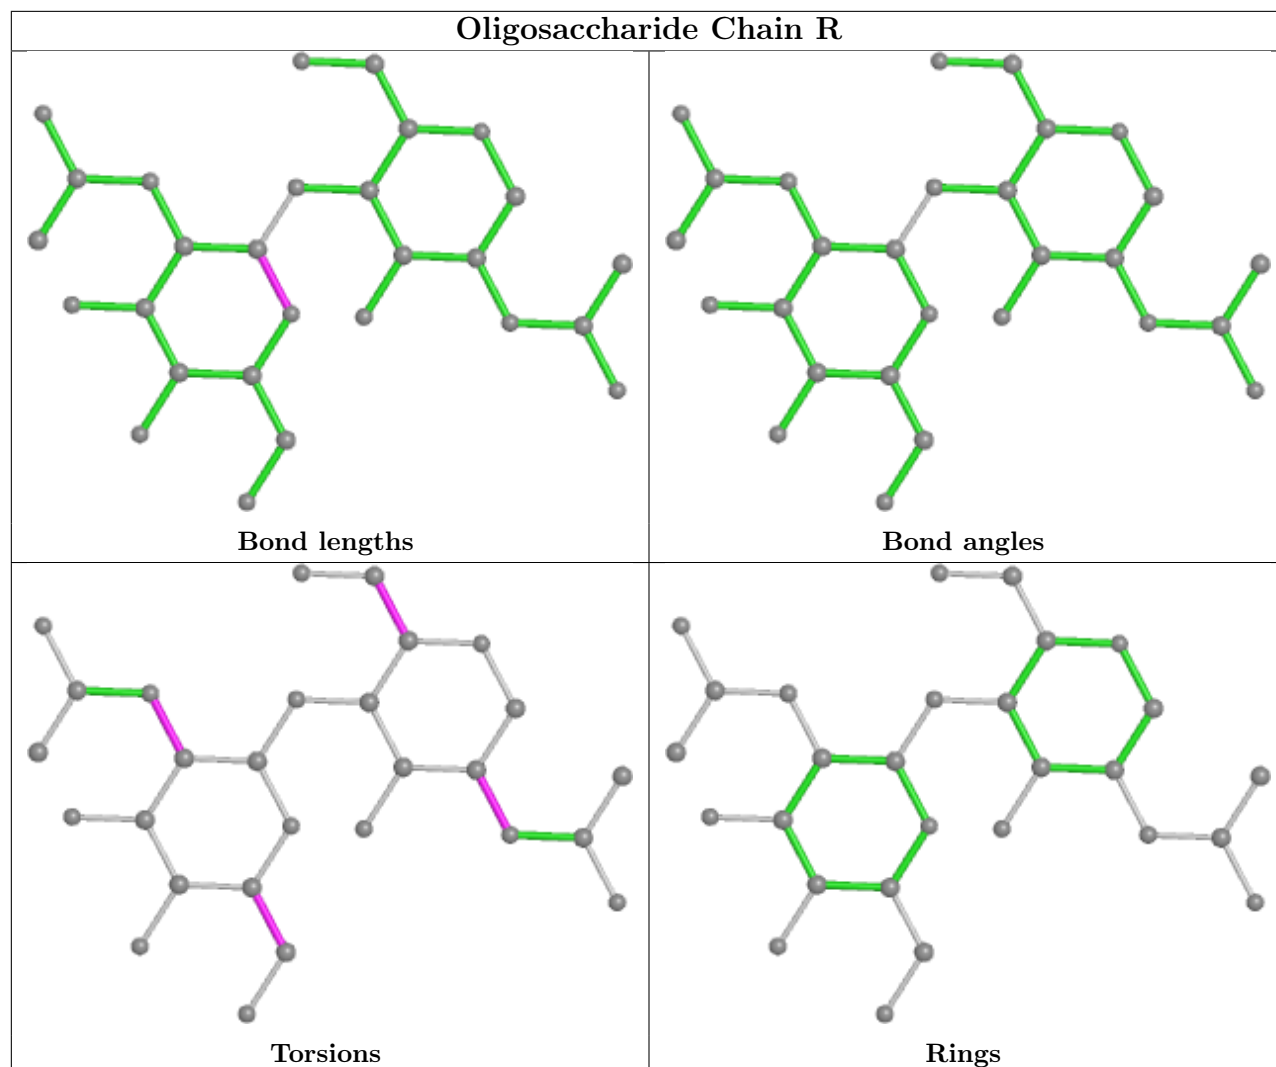 Oligosaccharide Chain R
Bond lengths
Bond angles
Torsions
Rings